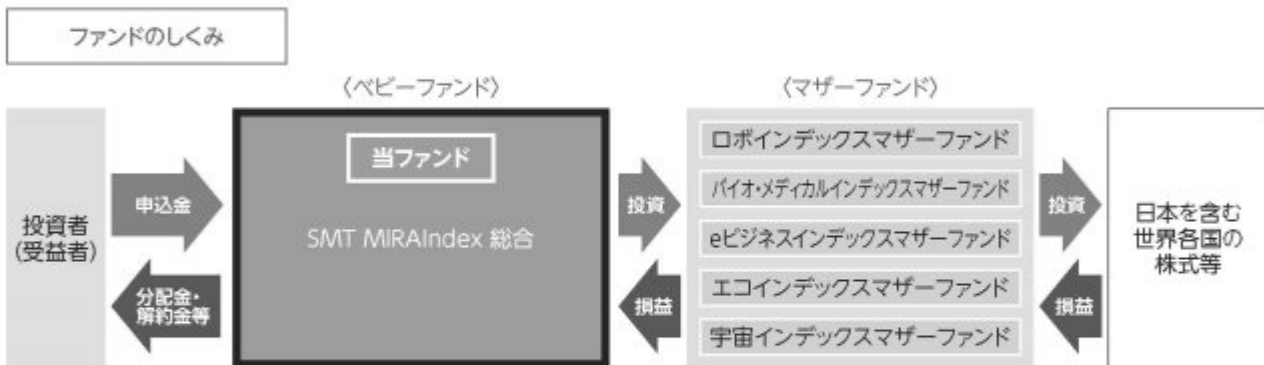 ファンドのしくみ
〈ベビーファンド〉
〈マザーファンド〉
投資者
(受益者)
申込金
分配金・
解約金等
当ファンド
SMT MIRAIndex 総合
投資
損益
ロボインデックスマザーファンド
バイオ・メディカルインデックスマザーファンド
eビジネスインデックスマザーファンド
エコインデックスマザーファンド
宇宙インデックスマザーファンド
投資
損益
日本を含む
世界各国の
株式等